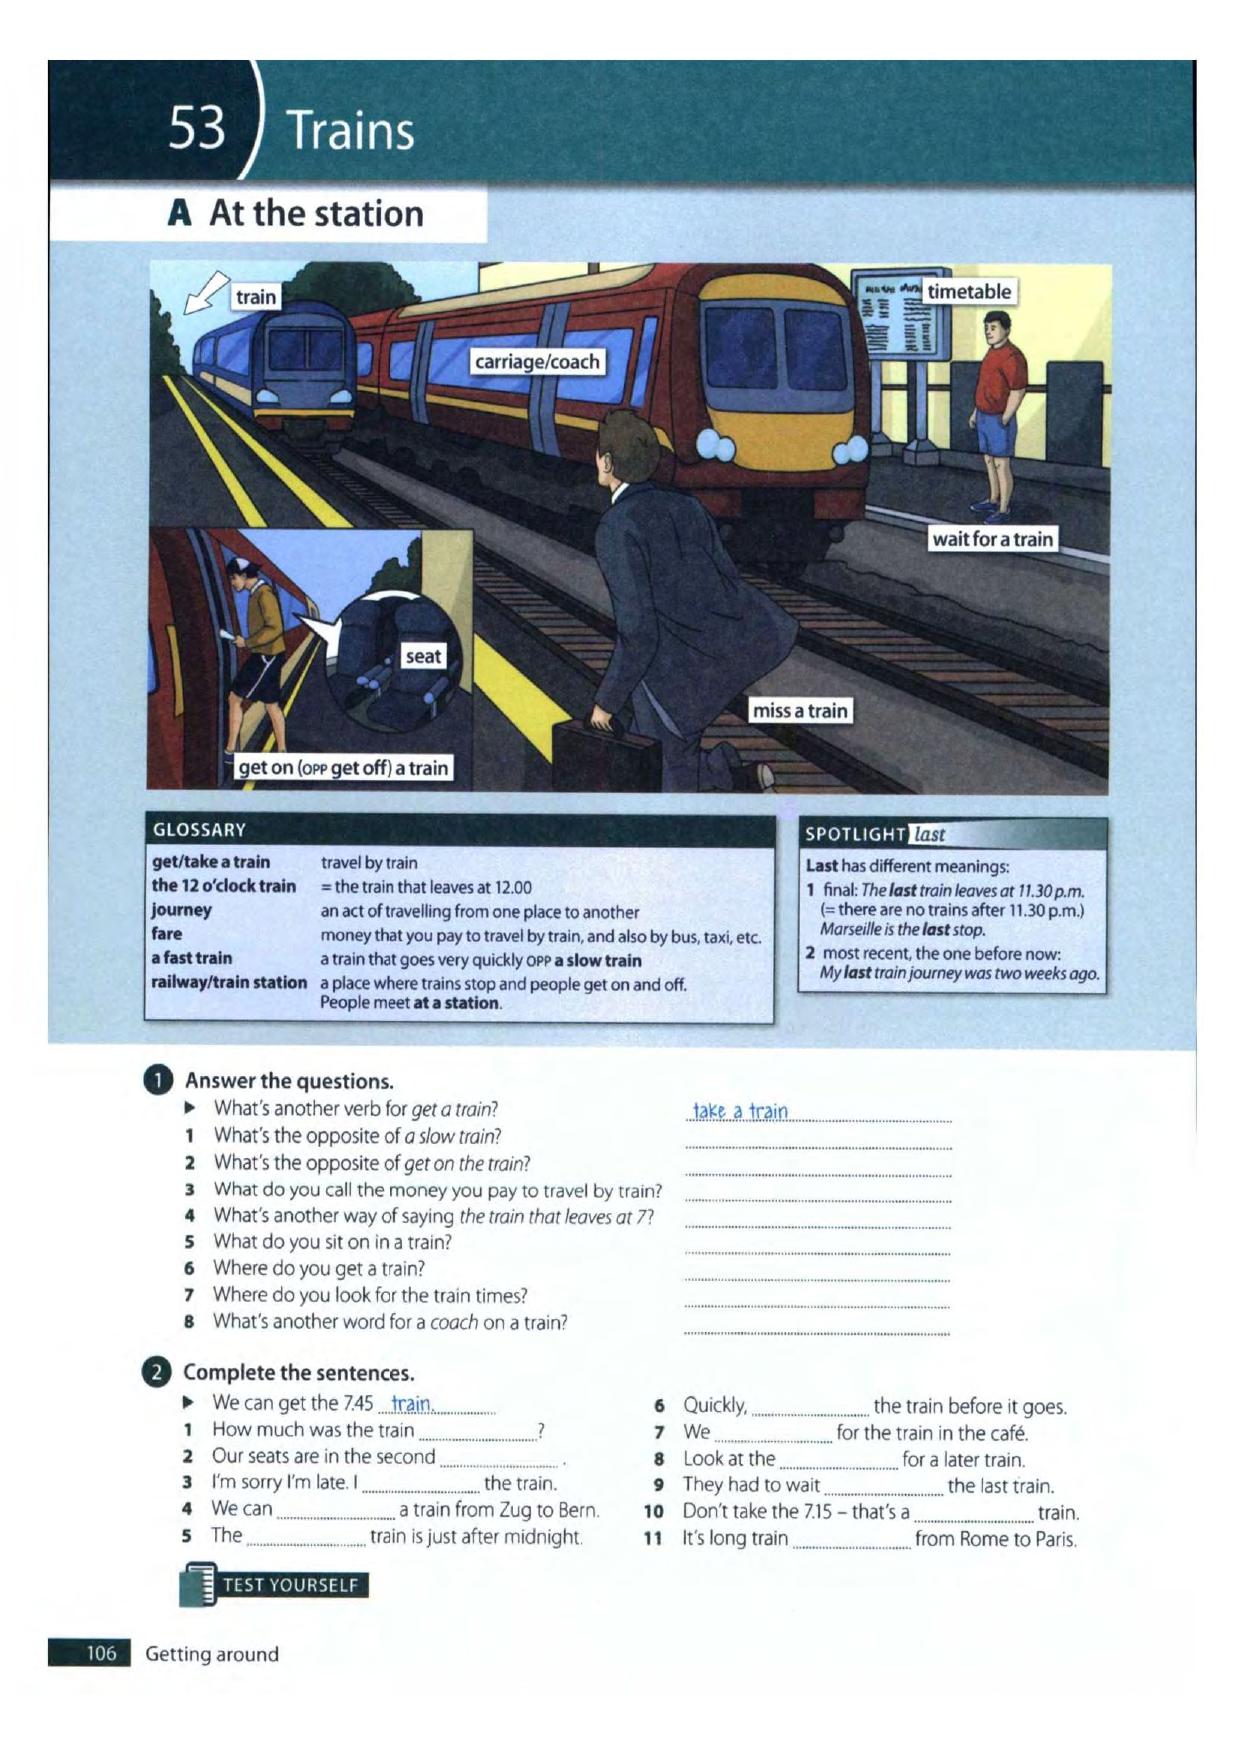 53 Trains
A At the station
train
timetable
carriage/coach
wait for a train
seat
miss a train
get on (OPP get off) a train
GLOSSARY
get/take a train travel by train
the 12 o'clock train = the train that leaves at 12.00
journey an act of travelling from one place to another
fare money that you pay to travel by train, and also by bus, taxi, etc.
a fast train a train that goes very quickly OPP a slow train
railway/train station a place where trains stop and people get on and off.
People meet at a station.
SPOTLIGHT last
Last has different meanings:
1 final: The last train leaves at 11.30 p.m.
(= there are no trains after 11.30 p.m.)
Marseille is the last stop.
2 most recent, the one before now:
My last train journey was two weeks ago.
1 Answer the questions.
▶ What's another verb for get a train? take a train
1 What's the opposite of a slow train?
2 What's the opposite of get on the train?
3 What do you call the money you pay to travel by train?
4 What's another way of saying the train that leaves at 7?
5 What do you sit on in a train?
6 Where do you get a train?
7 Where do you look for the train times?
8 What's another word for a coach on a train?
2 Complete the sentences.
▶ We can get the 7.45 train.
1 How much was the train ?
2 Our seats are in the second .
3 I'm sorry I'm late. I the train.
4 We can a train from Zug to Bern.
5 The train is just after midnight.
6 Quickly, the train before it goes.
7 We for the train in the café.
8 Look at the for a later train.
9 They had to wait the last train.
10 Don't take the 7.15 – that's a train.
11 It's long train from Rome to Paris.
TEST YOURSELF
106 Getting around